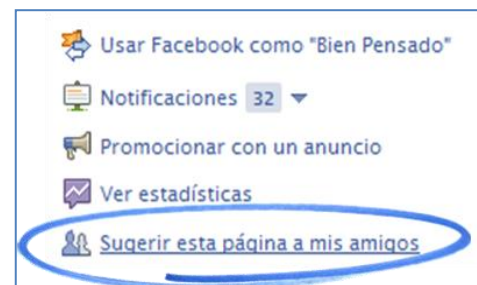 Usar Facebook como "Bien Pensado"
Notificaciones 32
Promocionar con un anuncio
Ver estadísticas
Sugerir esta página a mis amigos